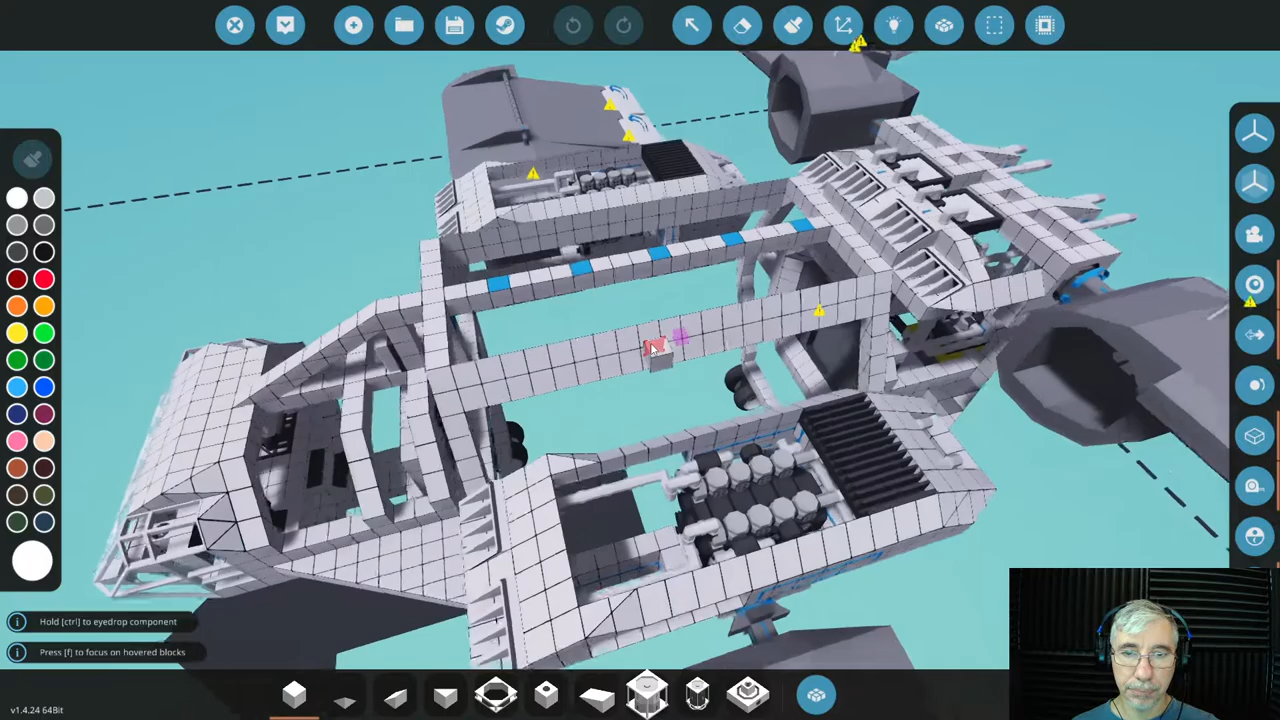 Hold [ctrl] to eyedrop component
Press [f] to focus on hovered blocks
v1.4.24 64Bit